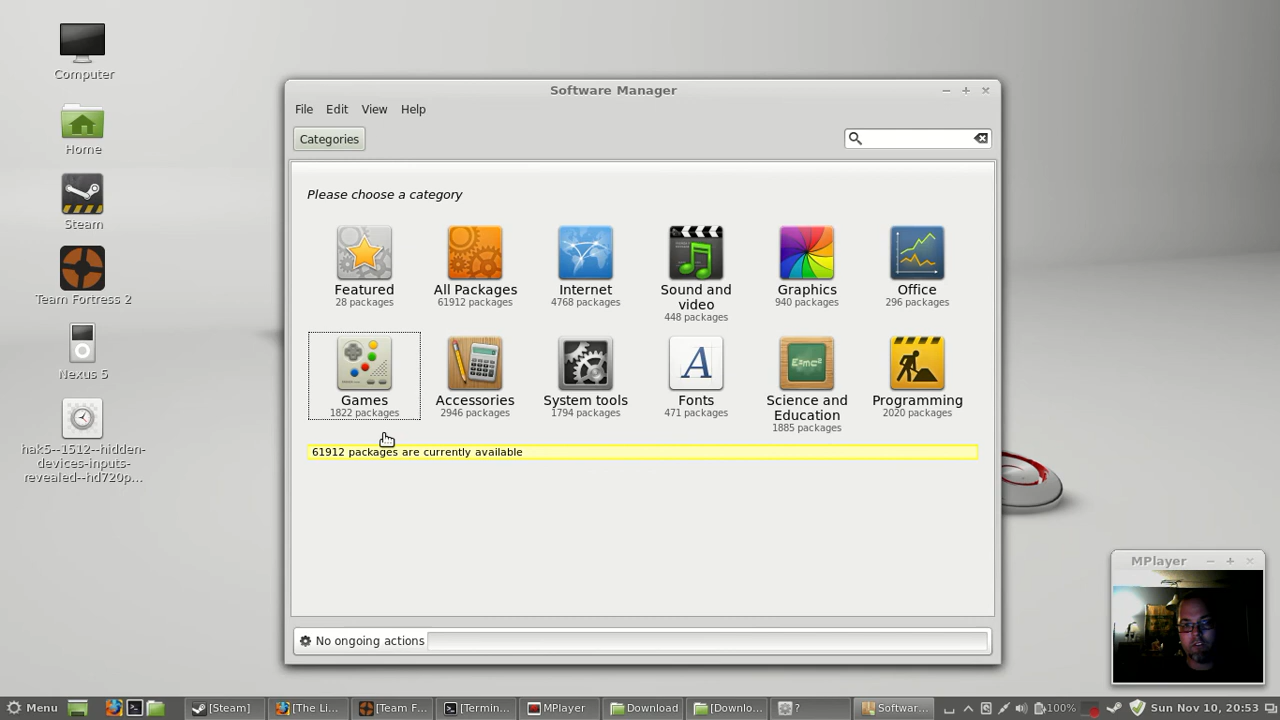 Computer
Home
Steam
Team Fortress 2
Nexus 5
hak5--1512--hidden-
devices-inputs-
revealed--hd720p...
Software Manager
File Edit View Help
Categories
Please choose a category
Featured
28 packages
All Packages
61912 packages
Internet
4768 packages
Sound and
video
448 packages
Graphics
940 packages
Office
296 packages
Games
1822 packages
Accessories
2946 packages
System tools
1794 packages
A
Fonts
471 packages
E=mc²
Science and
Education
1885 packages
Programming
2020 packages
61912 packages are currently available
No ongoing actions
MPlayer
Menu [Steam] [The Li... [Team F... [Termin... MPlayer Download [Downlo... ? Softwar... 100% Sun Nov 10, 20:53